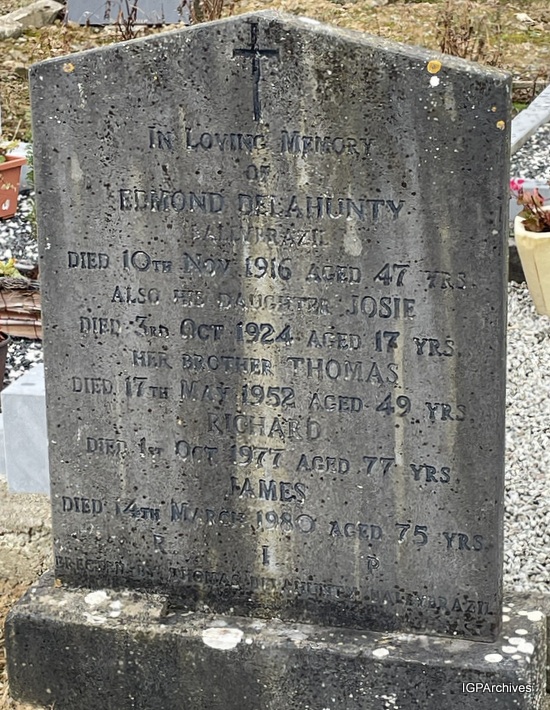 IN LOVING MEMORY
OF
EDMOND DELAHUNTY
BALLYBRAZIL
DIED 10TH NOV 1916 AGED 47 YRS
ALSO HIS DAUGHTER JOSIE
DIED 3RD OCT 1924 AGED 17 YRS
HER BROTHER THOMAS
DIED 17TH MAY 1952 AGED 49 YRS
RICHARD
DIED 1ST OCT 1977 AGED 77 YRS
JAMES
DIED 14TH MARCH 1980 AGED 75 YRS
R I P
ERECTED BY THOMAS DELAHUNTY BALLYBRAZIL
IGPArchives